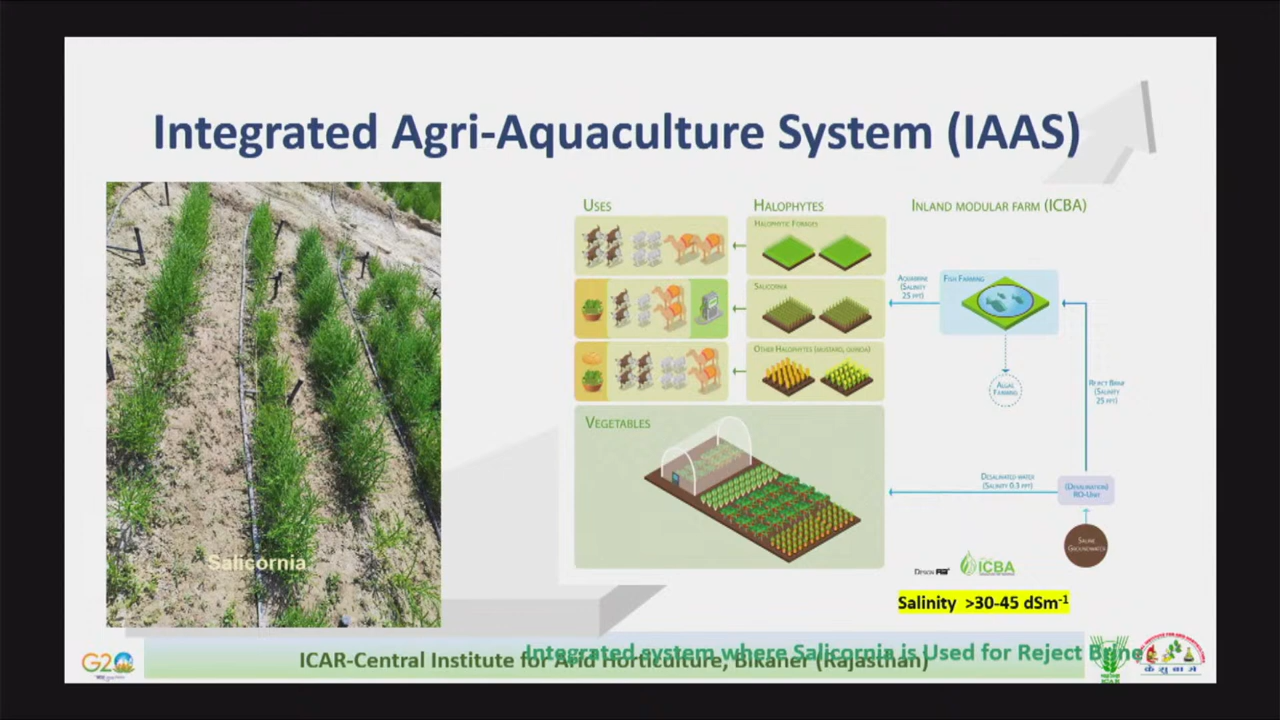 Integrated Agri-Aquaculture System (IAAS)
USES
HALOPHYTES
INLAND MODULAR FARM (ICBA)
HALOPHYTIC FORAGES
SALICORNIA
OTHER HALOPHYTES (MUSTARD, QUINOA)
VEGETABLES
AQUABRINE
(SALINITY
25 PPT)
FISH FARMING
ALGAL
FARMING
REJECT BRINE
(SALINITY
25 PPT)
DESALINATED WATER
(SALINITY 0.3 PPT)
(DESALINATION)
RO-UNIT
SALINE
GROUNDWATER
Salicornia
ICBA
Salinity >30-45 dSm-1
Integrated system where Salicornia is Used for Reject Brine
ICAR-Central Institute for Arid Horticulture, Bikaner (Rajasthan)
G20
ICAR
के शु बा सं